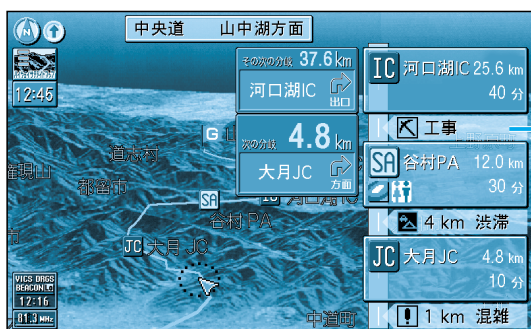 中央道 山中湖方面
N
12:45
その次の分岐 37.6 km
河口湖IC
出口
次の分岐 4.8 km
大月JC
方面
IC 河口湖IC 25.6 km
40 分
工事
SA 谷村PA 12.0 km
30 分
4 km 渋滞
JC 大月JC 4.8 km
10 分
1 km 混雑
G
道志村
権現山
都留市
SA
谷村PA
JC 大月JC
市
中道町
VICS DRGS
BEACON
12:16
81.3 MHz